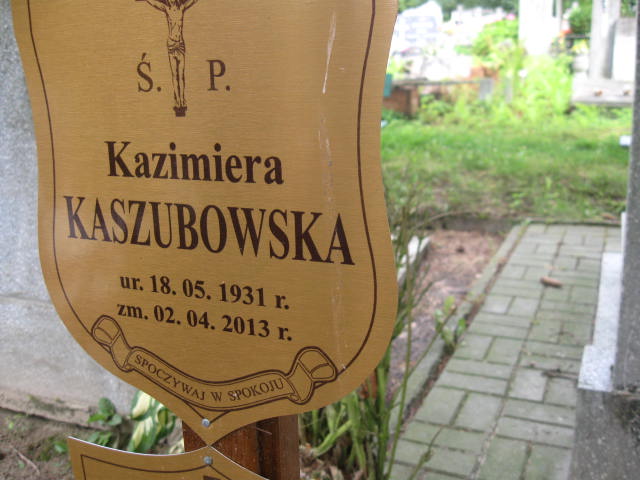 Ś. P.
Kazimiera
KASZUBOWSKA
ur. 18. 05. 1931 r.
zm. 02. 04. 2013 r.
SPOCZYWAJ W SPOKOJU